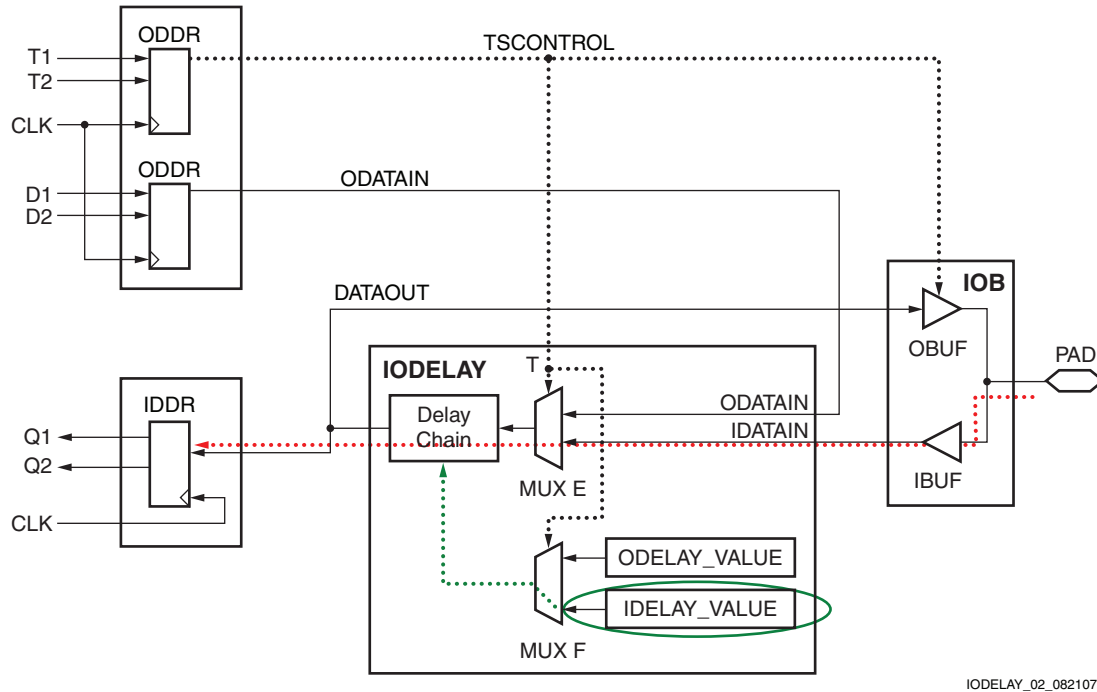 ODDR
T1
T2
CLK
TSCONTROL
ODDR
D1
D2
ODATAIN
DATAOUT
IOB
OBUF
PAD
IBUF
IODELAY
T
Delay
Chain
MUX E
ODATAIN
IDATAIN
IDDR
Q1
Q2
CLK
ODELAY_VALUE
IDELAY_VALUE
MUX F
IODELAY_02_082107